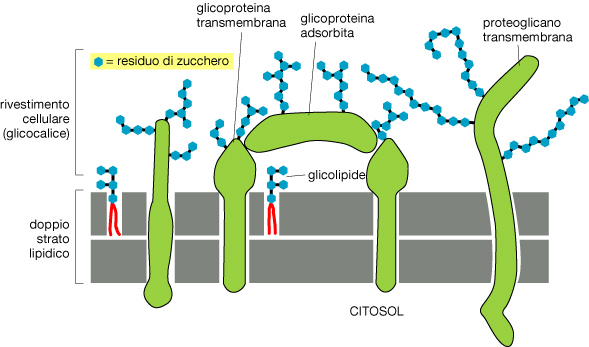 glicoproteina
transmembrana
glicoproteina
adsorbita
proteoglicano
transmembrana
= residuo di zucchero
rivestimento
cellulare
(glicocalice)
glicolipide
doppio
strato
lipidico
CITOSOL